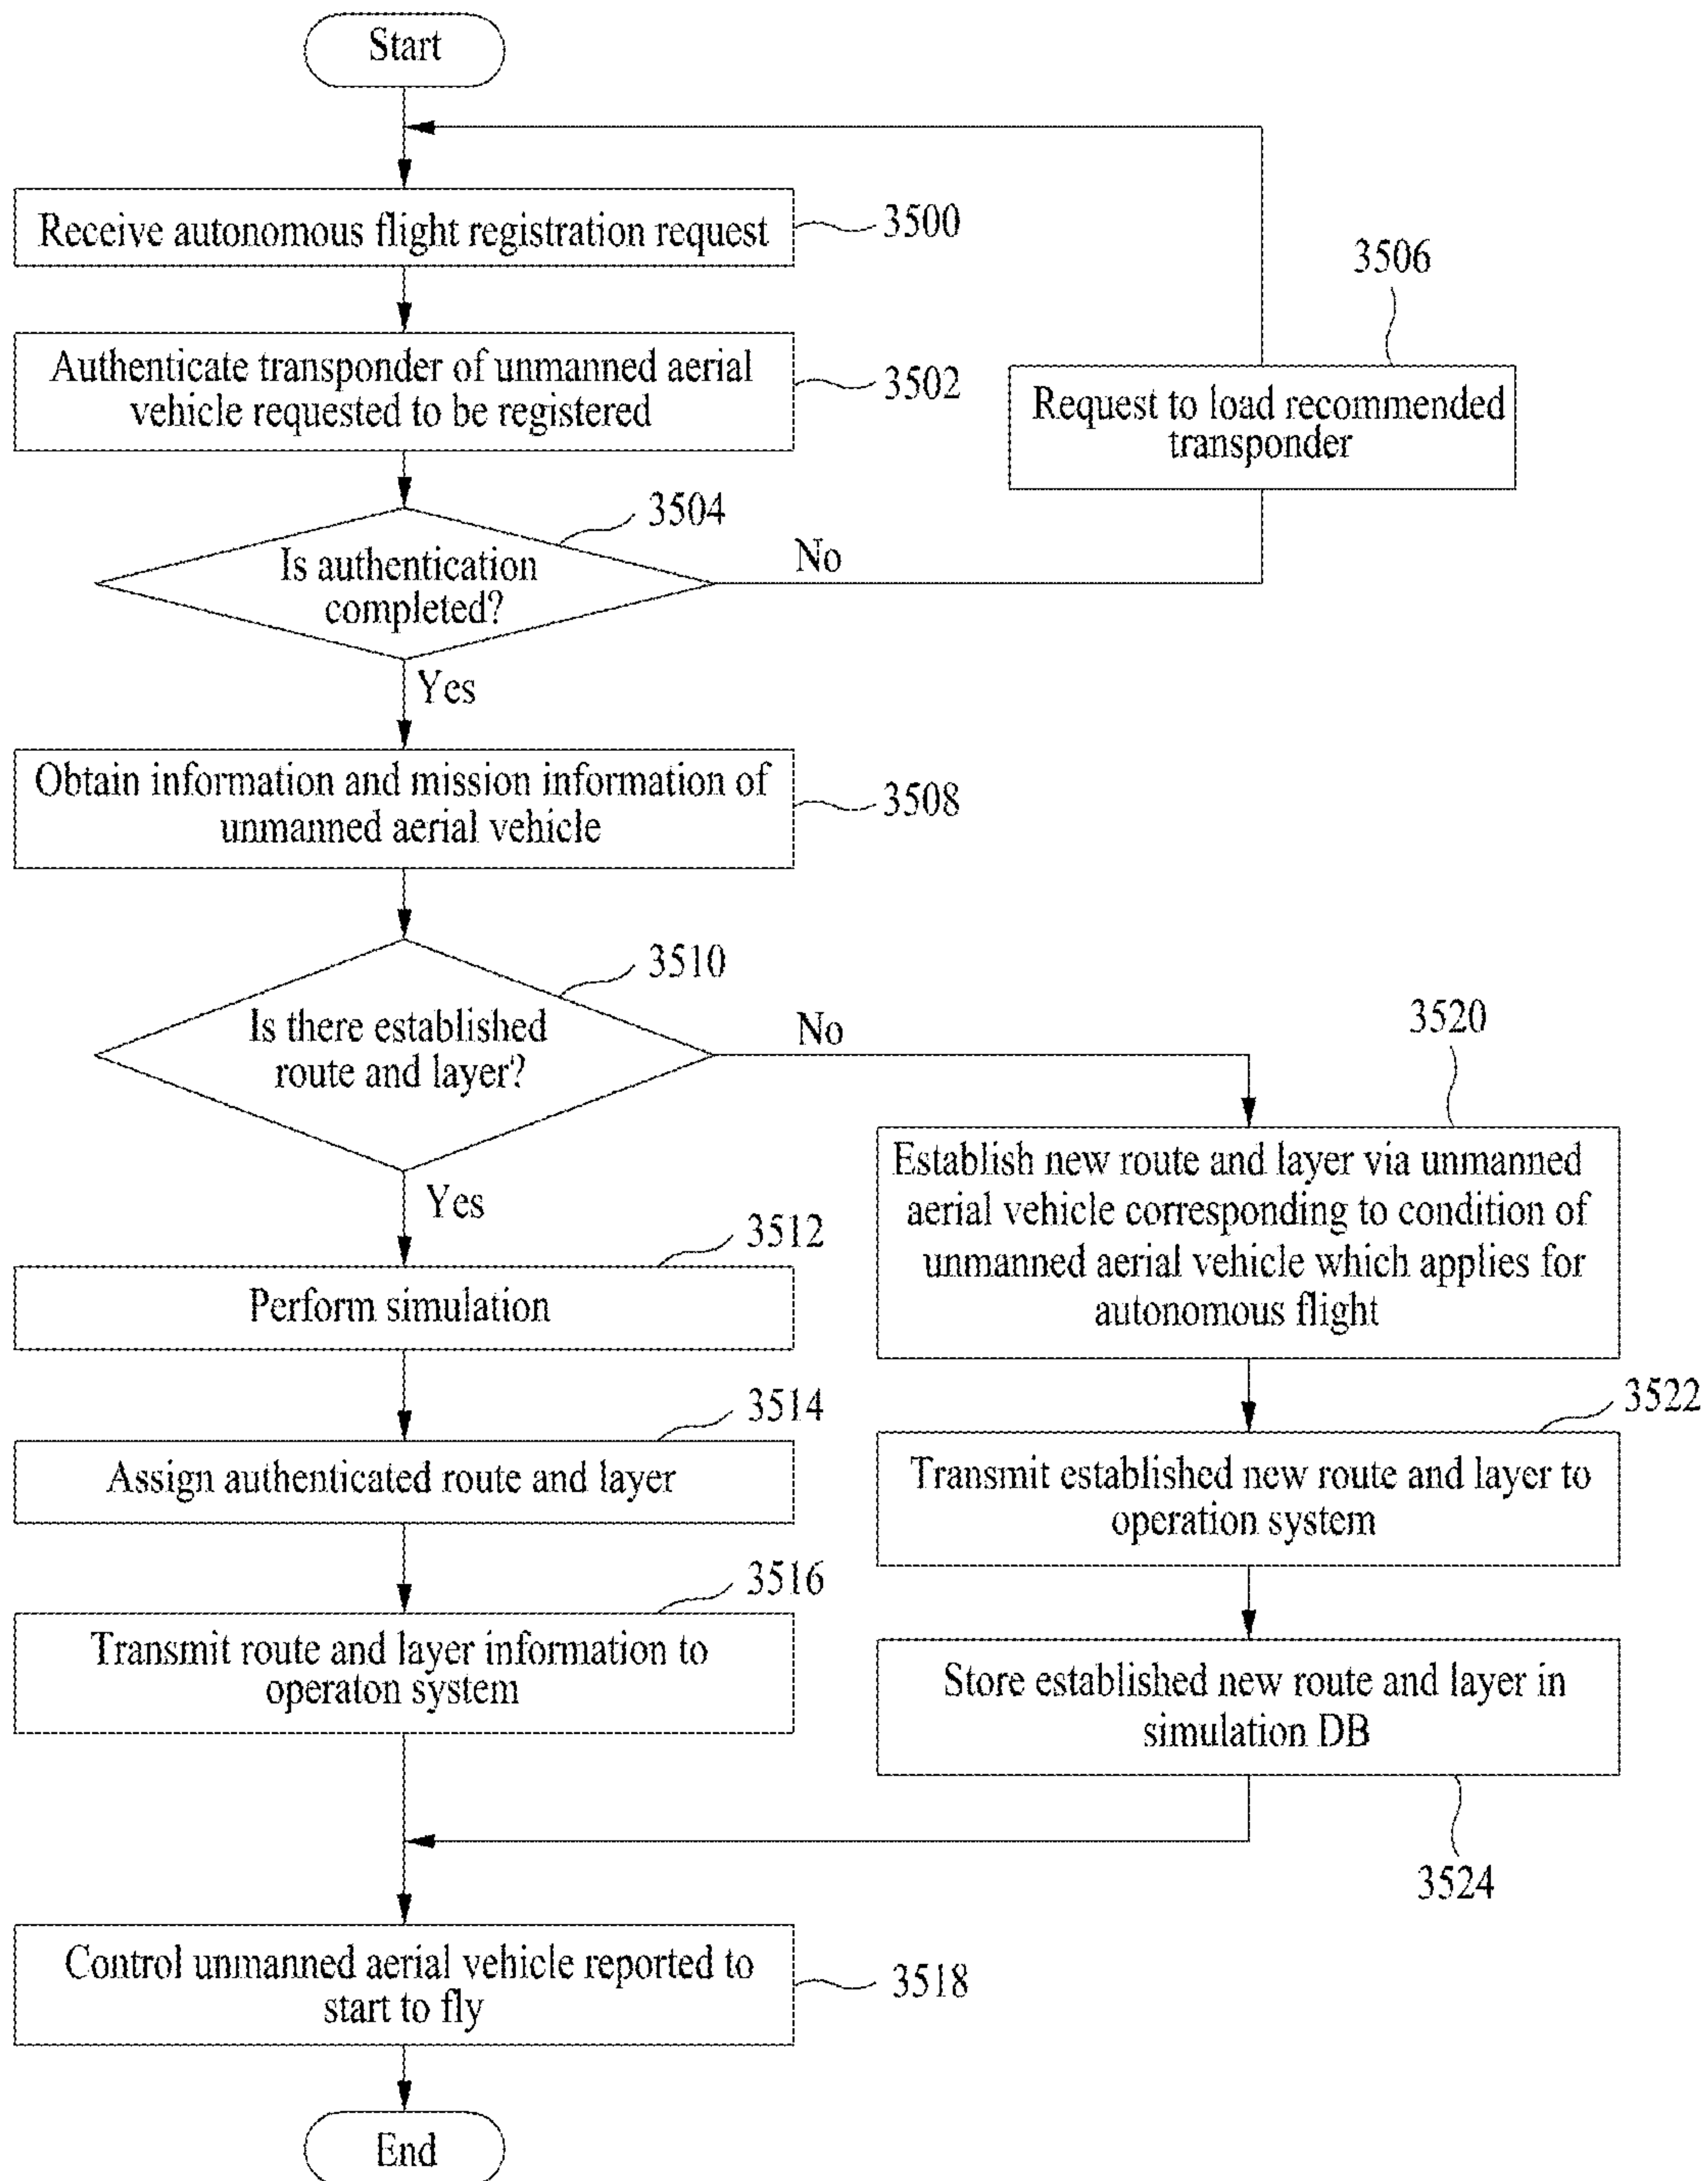 Start
Receive autonomous flight registration request
3500
3506
Authenticate transponder of unmanned aerial
vehicle requested to be registered
3502
Request to load recommended
transponder
3504
Is authentication
completed?
No
Yes
Obtain information and mission information of
unmanned aerial vehicle
3508
3510
Is there established
route and layer?
No
3520
Yes
Establish new route and layer via unmanned
aerial vehicle corresponding to condition of
unmanned aerial vehicle which applies for
autonomous flight
3512
Perform simulation
3514
Assign authenticated route and layer
3522
Transmit established new route and layer to
operation system
3516
Transmit route and layer information to
operaton system
Store established new route and layer in
simulation DB
3524
Control unmanned aerial vehicle reported to
start to fly
3518
End